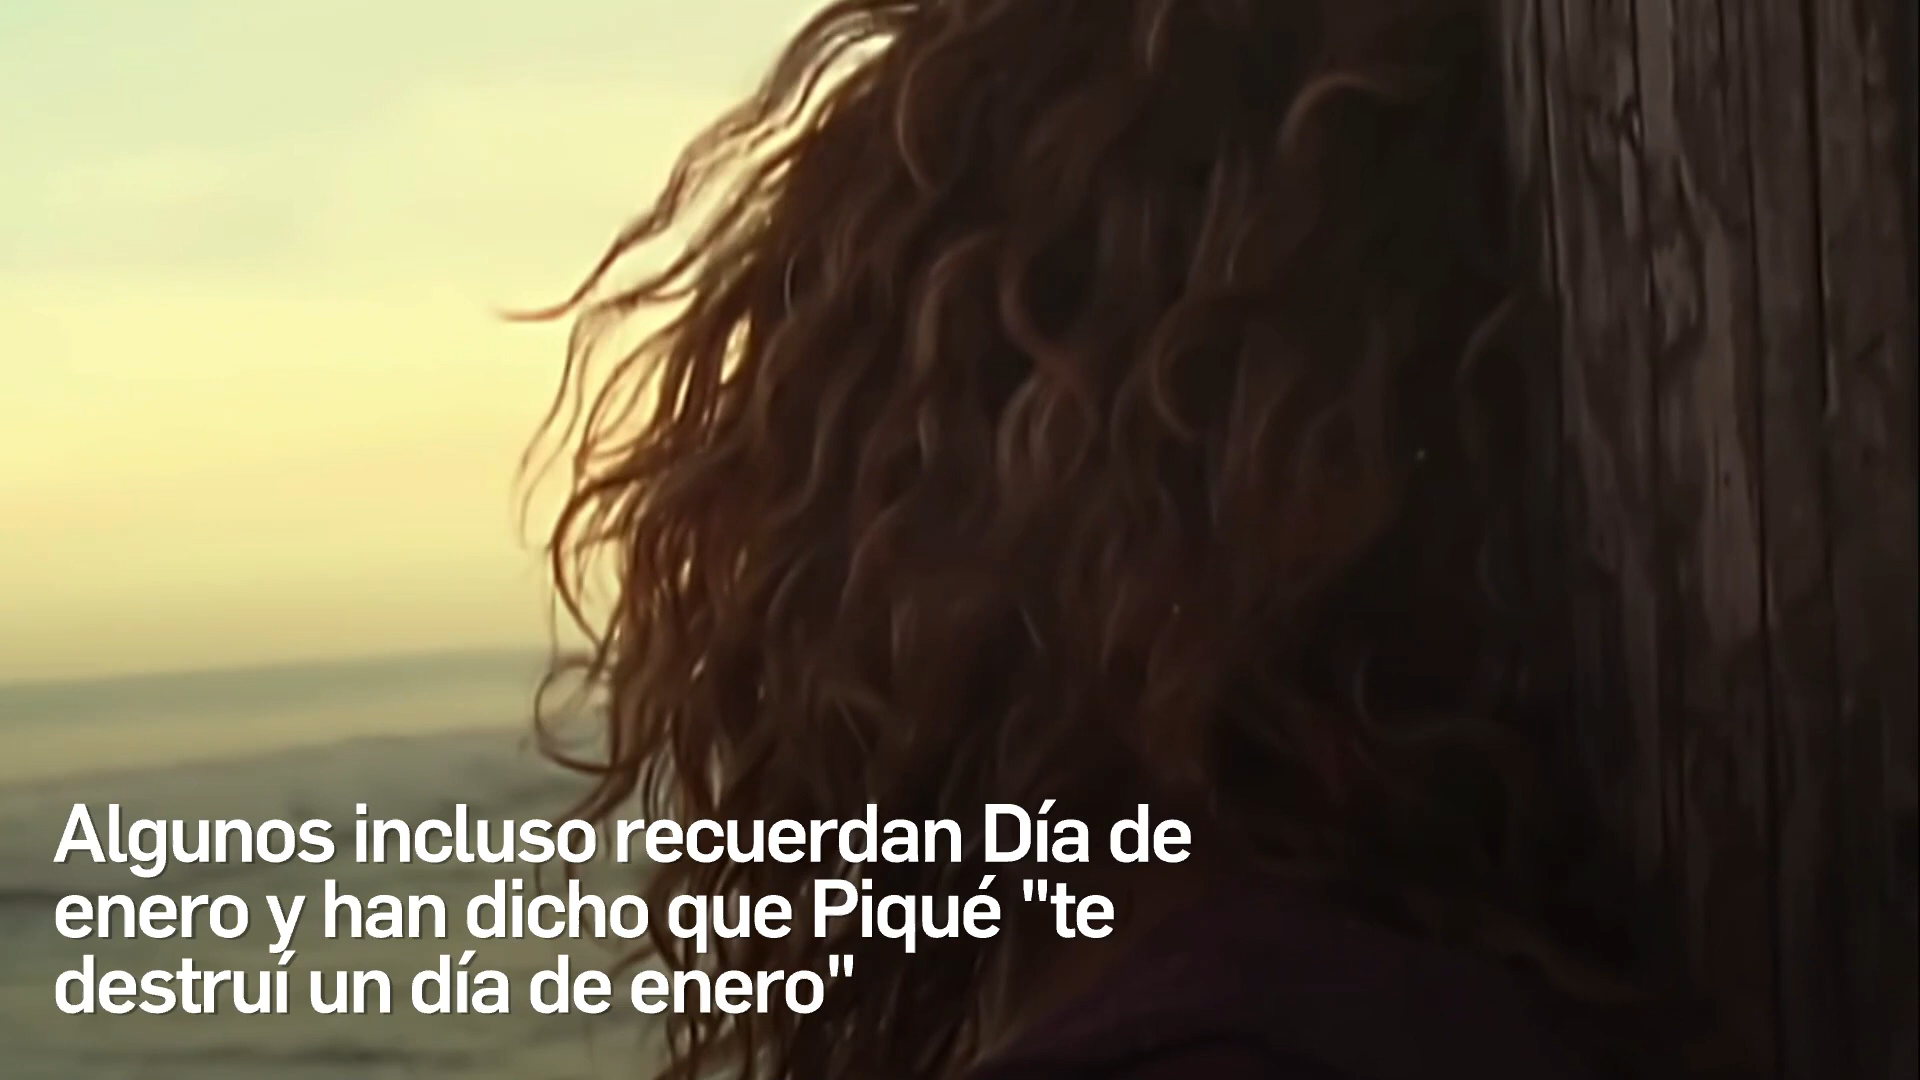 Algunos incluso recuerdan Día de
enero y han dicho que Piqué "te
destruí un día de enero"